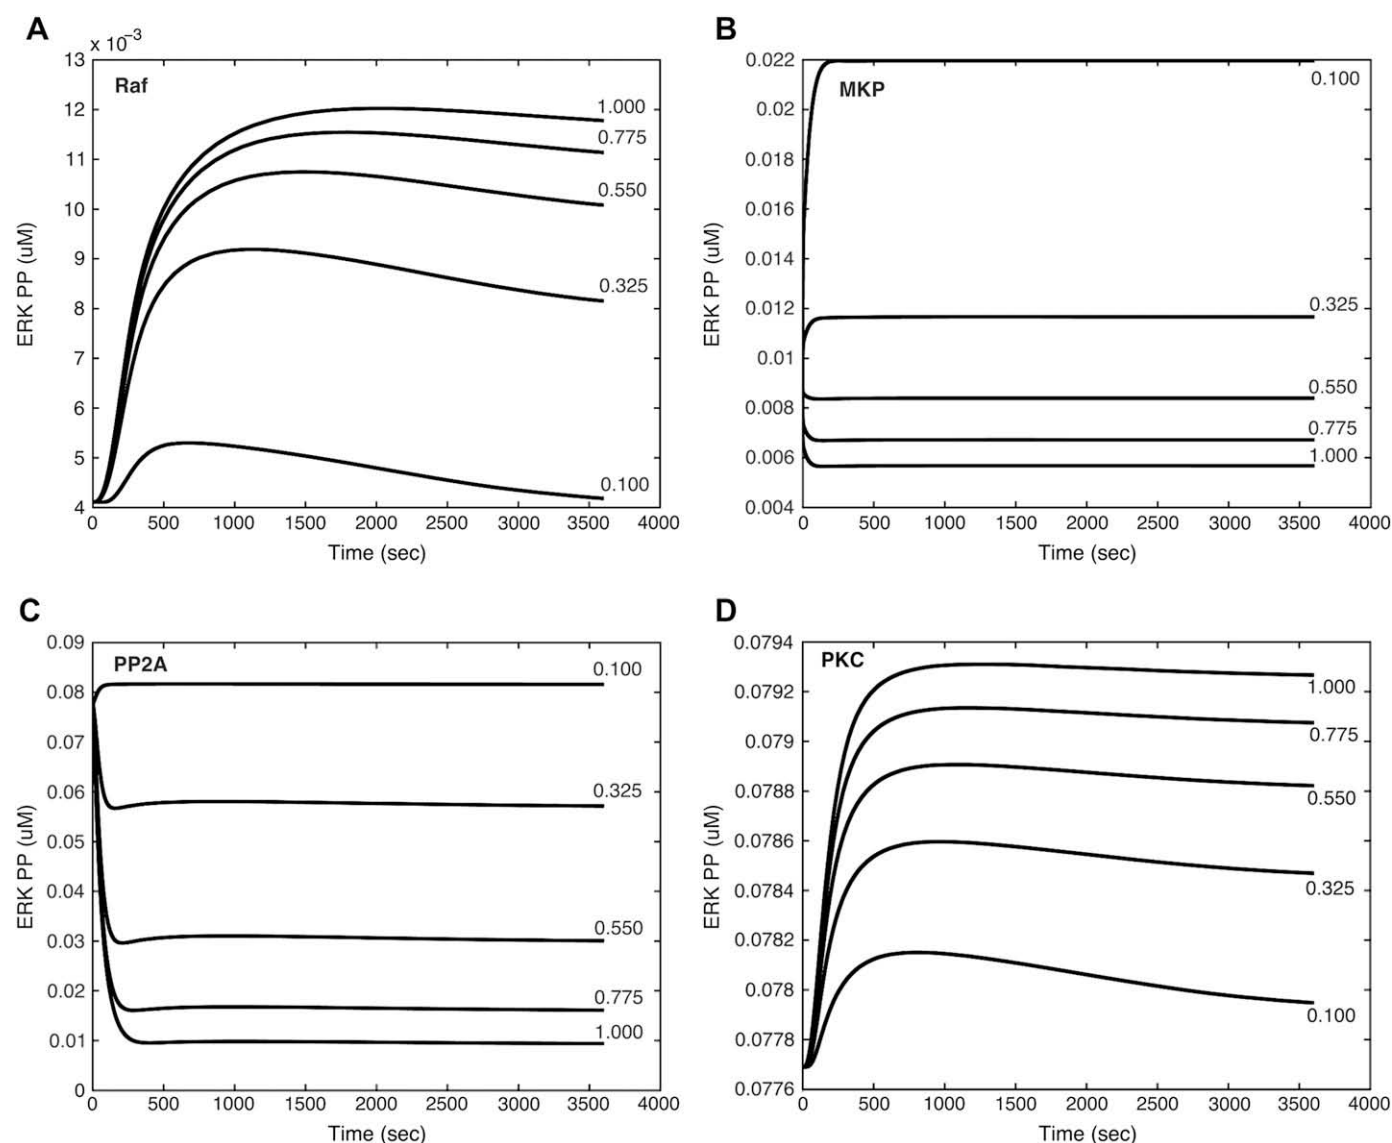 A
x 10⁻³
13
12
11
10
9
8
7
6
5
4
ERK PP (uM)
Raf
1.000
0.775
0.550
0.325
0.100
0 500 1000 1500 2000 2500 3000 3500 4000
Time (sec)
B
0.022
0.02
0.018
0.016
0.014
0.012
0.01
0.008
0.006
0.004
ERK PP (uM)
MKP
0.100
0.325
0.550
0.775
1.000
0 500 1000 1500 2000 2500 3000 3500 4000
Time (sec)
C
0.09
0.08
0.07
0.06
0.05
0.04
0.03
0.02
0.01
0
ERK PP (uM)
PP2A
0.100
0.325
0.550
0.775
1.000
0 500 1000 1500 2000 2500 3000 3500 4000
Time (sec)
D
0.0794
0.0792
0.079
0.0788
0.0786
0.0784
0.0782
0.078
0.0778
0.0776
ERK PP (uM)
PKC
1.000
0.775
0.550
0.325
0.100
0 500 1000 1500 2000 2500 3000 3500 4000
Time (sec)